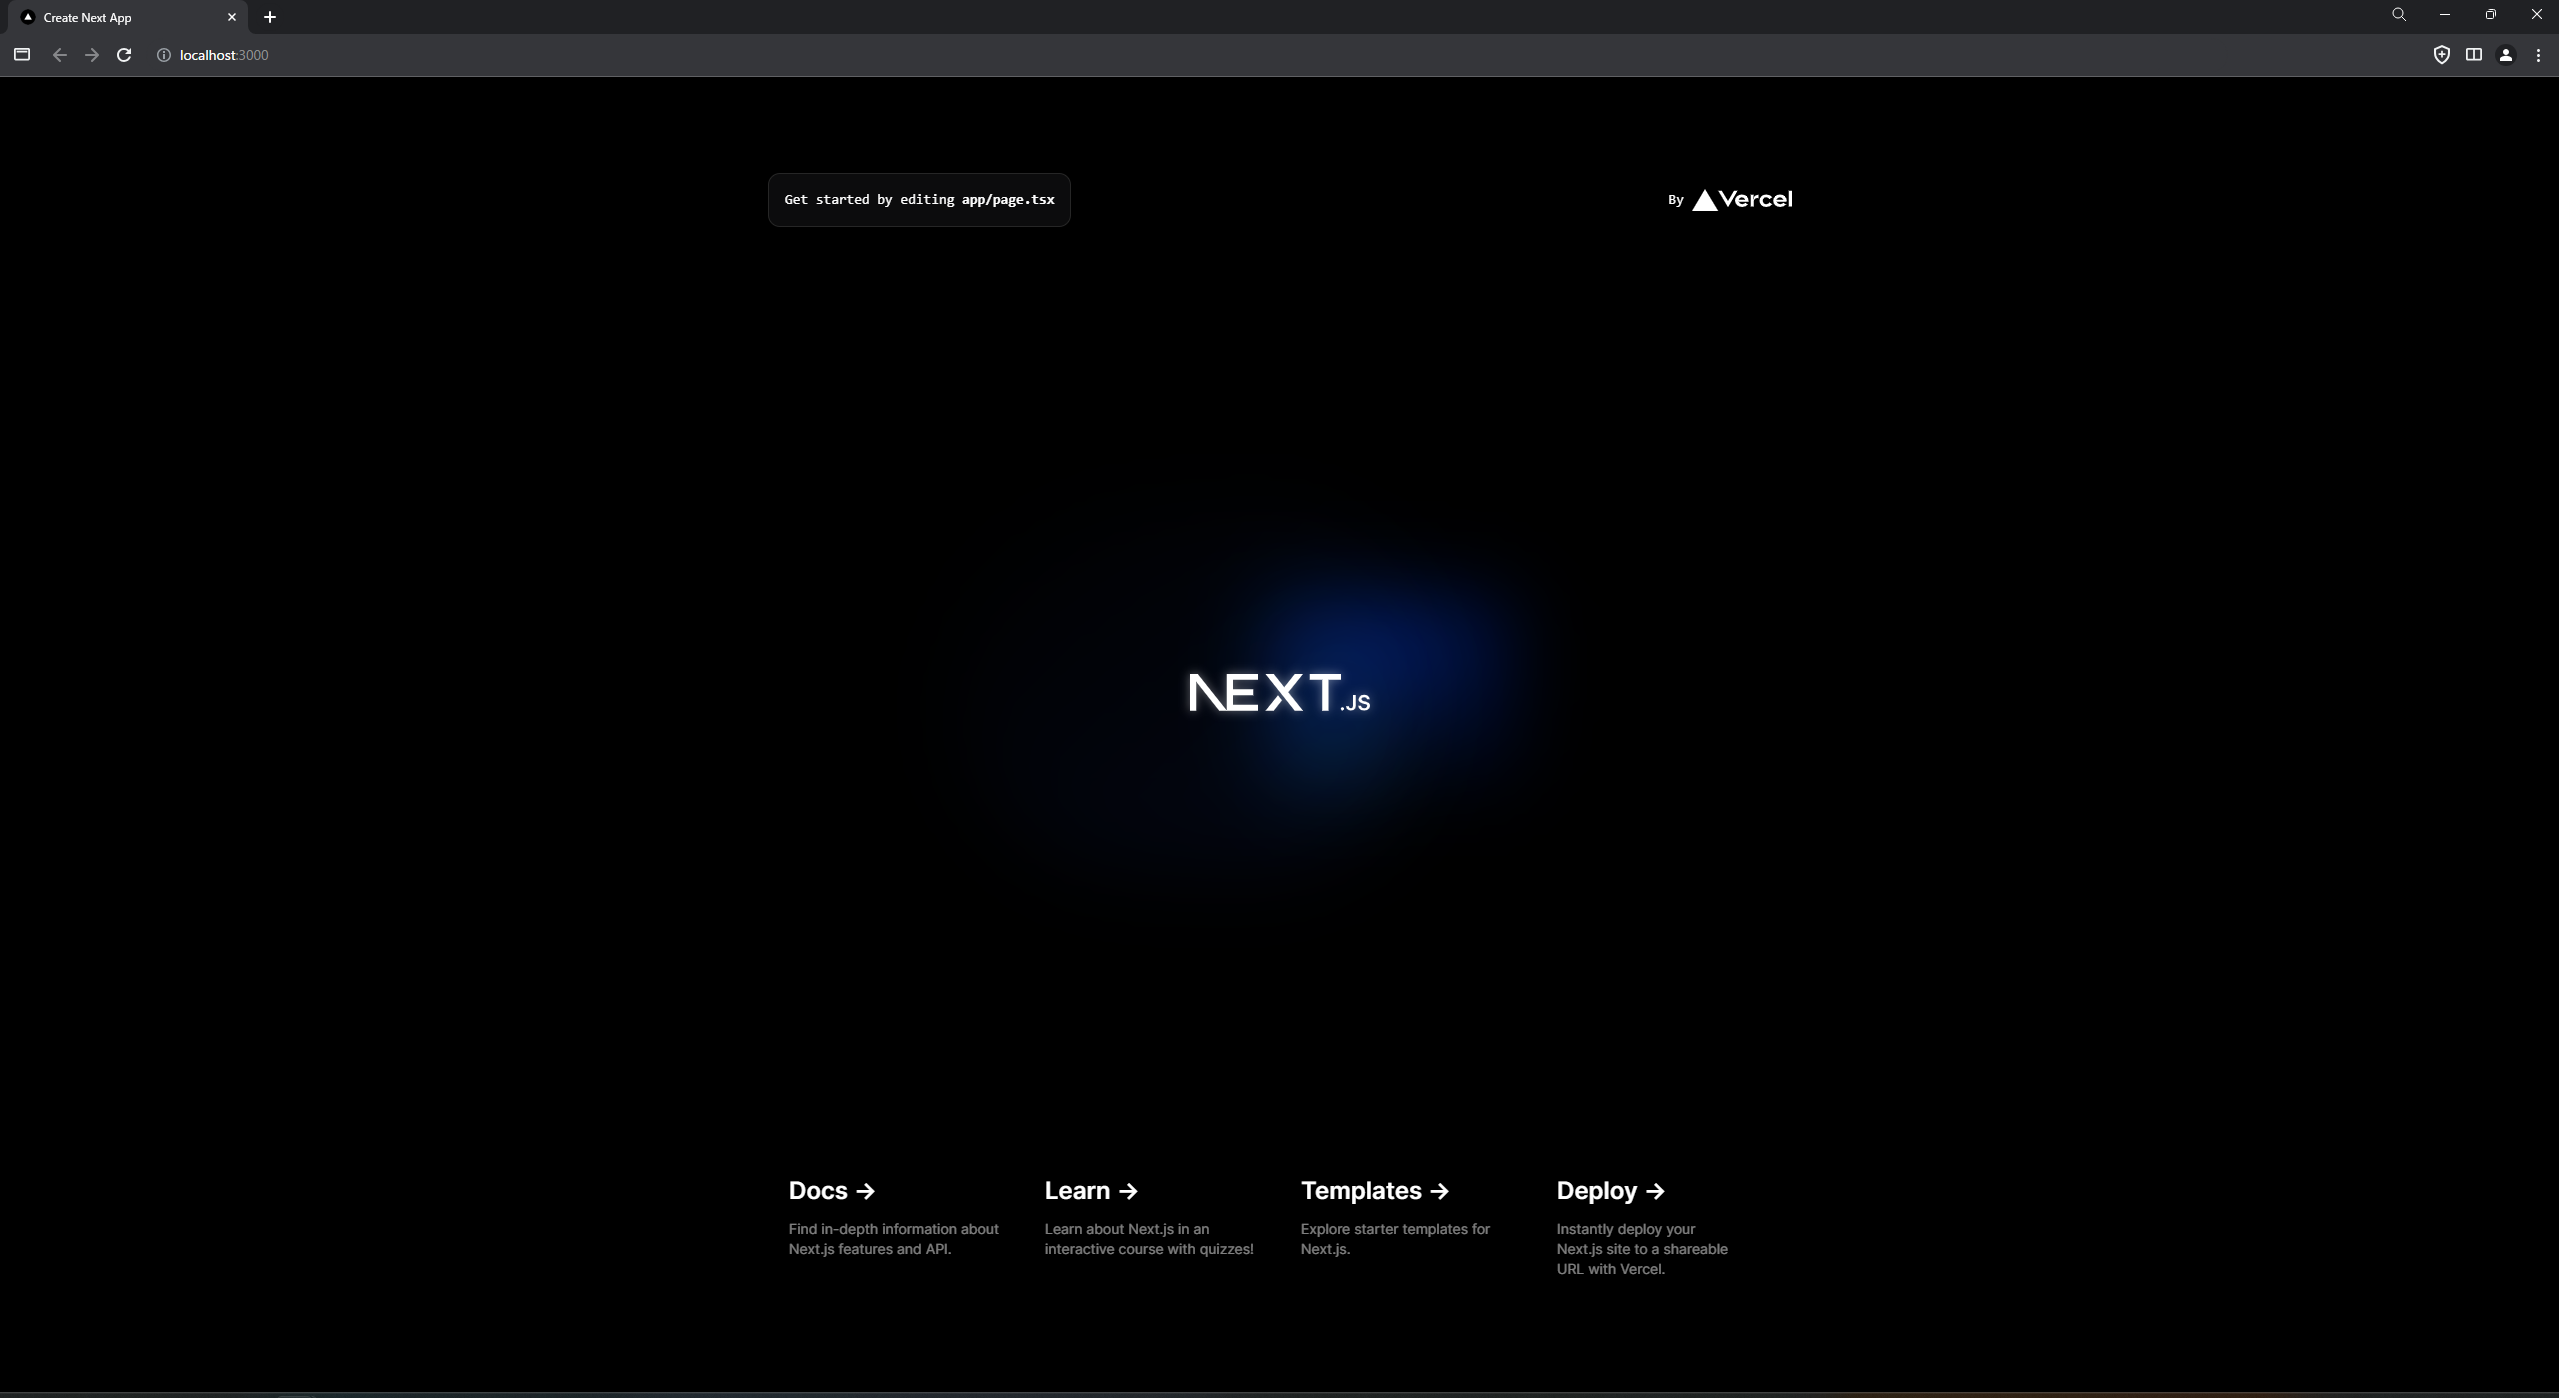 Create Next App
localhost:3000
Get started by editing app/page.tsx
By Vercel
NEXT.JS
Docs →
Find in-depth information about
Next.js features and API.
Learn →
Learn about Next.js in an
interactive course with quizzes!
Templates →
Explore starter templates for
Next.js.
Deploy →
Instantly deploy your
Next.js site to a shareable
URL with Vercel.